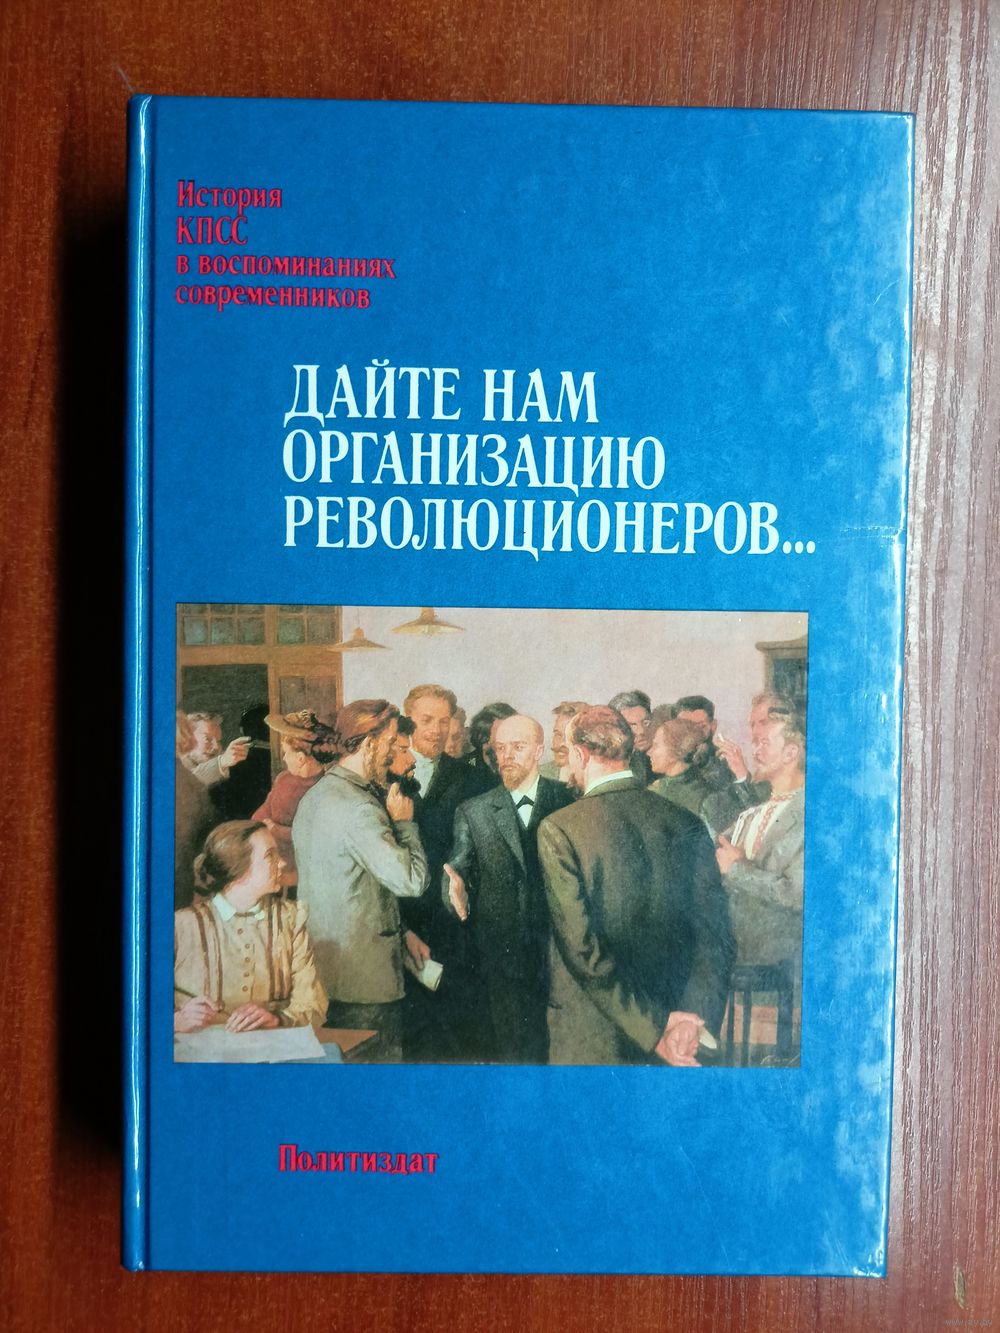 История
КПСС
в воспоминаниях
современников
ДАЙТЕ НАМ
ОРГАНИЗАЦИЮ
РЕВОЛЮЦИОНЕРОВ...
Политиздат